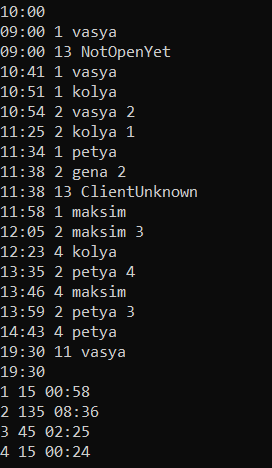 10:00
09:00 1 vasya
09:00 13 NotOpenYet
10:41 1 vasya
10:51 1 kolya
10:54 2 vasya 2
11:25 2 kolya 1
11:34 1 petya
11:38 2 gena 2
11:38 13 ClientUnknown
11:58 1 maksim
12:05 2 maksim 3
12:23 4 kolya
13:35 2 petya 4
13:46 4 maksim
13:59 2 petya 3
14:43 4 petya
19:30 11 vasya
19:30
1 15 00:58
2 135 08:36
3 45 02:25
4 15 00:24